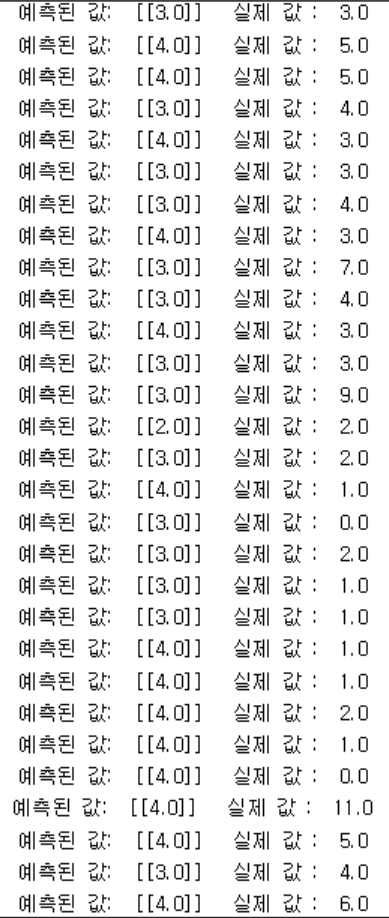 예측된 값: [[3.0]] 실제 값 : 3.0
예측된 값: [[4.0]] 실제 값 : 5.0
예측된 값: [[4.0]] 실제 값 : 5.0
예측된 값: [[3.0]] 실제 값 : 4.0
예측된 값: [[4.0]] 실제 값 : 3.0
예측된 값: [[3.0]] 실제 값 : 3.0
예측된 값: [[3.0]] 실제 값 : 4.0
예측된 값: [[4.0]] 실제 값 : 3.0
예측된 값: [[3.0]] 실제 값 : 7.0
예측된 값: [[3.0]] 실제 값 : 4.0
예측된 값: [[4.0]] 실제 값 : 3.0
예측된 값: [[3.0]] 실제 값 : 3.0
예측된 값: [[3.0]] 실제 값 : 9.0
예측된 값: [[2.0]] 실제 값 : 2.0
예측된 값: [[3.0]] 실제 값 : 2.0
예측된 값: [[4.0]] 실제 값 : 1.0
예측된 값: [[3.0]] 실제 값 : 0.0
예측된 값: [[3.0]] 실제 값 : 2.0
예측된 값: [[3.0]] 실제 값 : 1.0
예측된 값: [[3.0]] 실제 값 : 1.0
예측된 값: [[4.0]] 실제 값 : 1.0
예측된 값: [[4.0]] 실제 값 : 1.0
예측된 값: [[4.0]] 실제 값 : 2.0
예측된 값: [[4.0]] 실제 값 : 1.0
예측된 값: [[4.0]] 실제 값 : 0.0
예측된 값: [[4.0]] 실제 값 : 11.0
예측된 값: [[4.0]] 실제 값 : 5.0
예측된 값: [[3.0]] 실제 값 : 4.0
예측된 값: [[4.0]] 실제 값 : 6.0